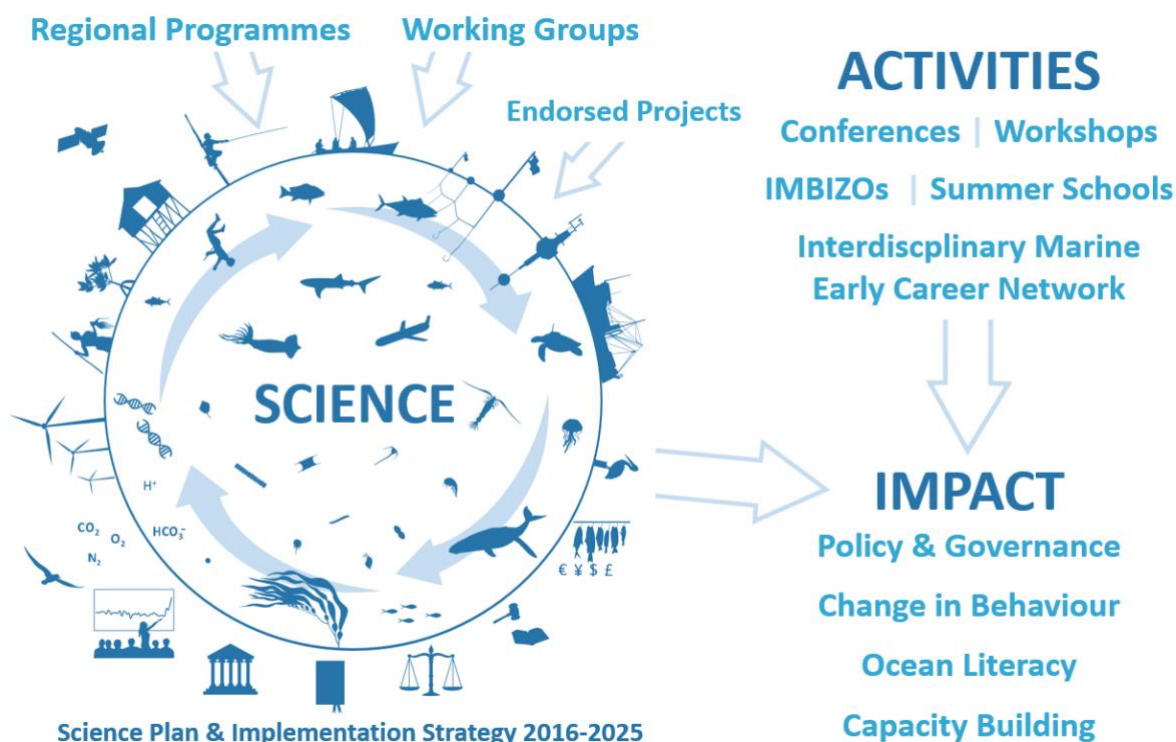 Regional Programmes
Working Groups
Endorsed Projects
SCIENCE
H⁺
CO₂
O₂
HCO₃⁻
N₂
€ ¥ $ £
Science Plan & Implementation Strategy 2016-2025
ACTIVITIES
Conferences | Workshops
IMBIZOs | Summer Schools
Interdiscplinary Marine
Early Career Network
IMPACT
Policy & Governance
Change in Behaviour
Ocean Literacy
Capacity Building